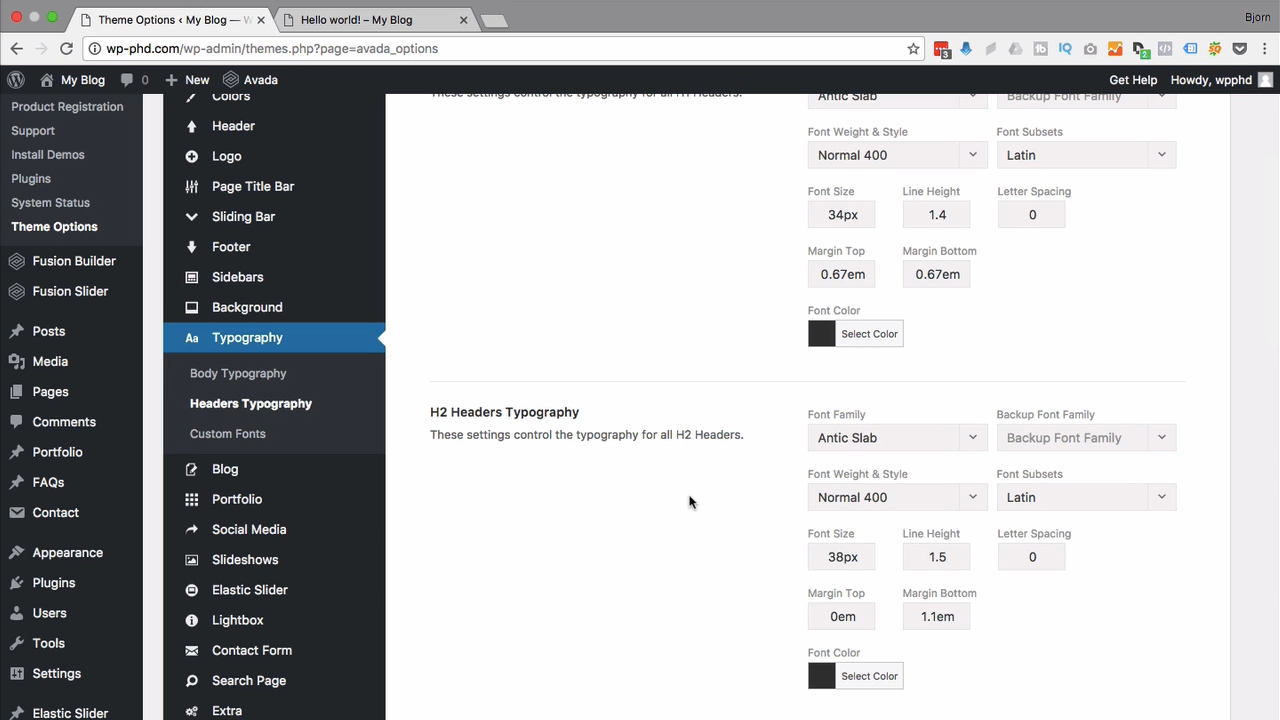 Theme Options ‹ My Blog — W
Hello world! – My Blog
Bjorn
wp-phd.com/wp-admin/themes.php?page=avada_options
3
2
My Blog
0
New
Avada
Get Help
Howdy, wpphd
Product Registration
Support
Install Demos
Plugins
System Status
Theme Options
Fusion Builder
Fusion Slider
Posts
Media
Pages
Comments
Portfolio
FAQs
Contact
Appearance
Plugins
Users
Tools
Settings
Elastic Slider
Colors
Header
Logo
Page Title Bar
Sliding Bar
Footer
Sidebars
Background
Aa Typography
Body Typography
Headers Typography
Custom Fonts
Blog
Portfolio
Social Media
Slideshows
Elastic Slider
Lightbox
Contact Form
Search Page
Extra
These settings control the typography for all H1 Headers.
Antic Slab
Backup Font Family
Font Weight & Style
Font Subsets
Normal 400
Latin
Font Size
Line Height
Letter Spacing
34px
1.4
0
Margin Top
Margin Bottom
0.67em
0.67em
Font Color
Select Color
H2 Headers Typography
These settings control the typography for all H2 Headers.
Font Family
Backup Font Family
Antic Slab
Backup Font Family
Font Weight & Style
Font Subsets
Normal 400
Latin
Font Size
Line Height
Letter Spacing
38px
1.5
0
Margin Top
Margin Bottom
0em
1.1em
Font Color
Select Color